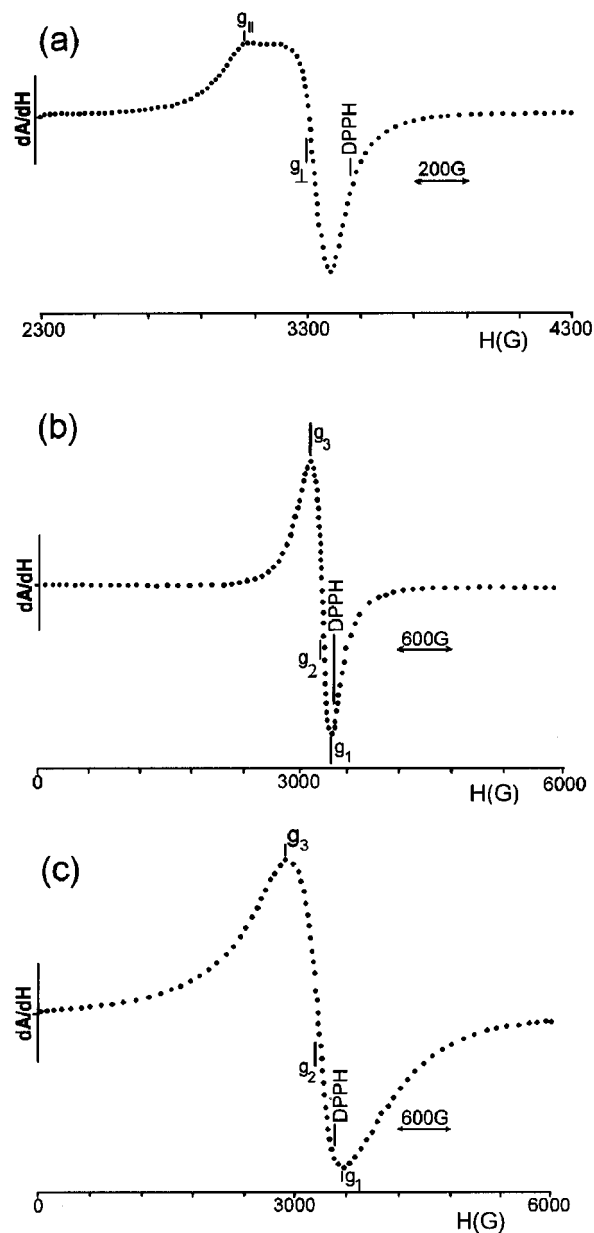 (a)
g||
dA/dH
g⊥
DPPH
200G
2300 3300 4300
H(G)
(b)
g3
dA/dH
DPPH
g2
600G
g1
0 3000 6000
H(G)
(c)
g3
dA/dH
g2
DPPH
600G
g1
0 3000 6000
H(G)